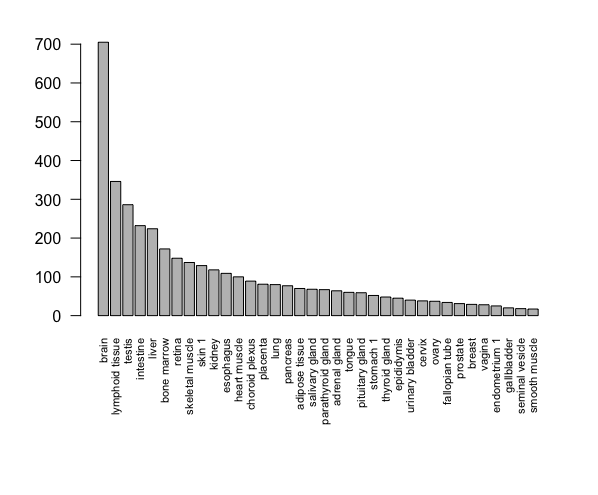 700
600
500
400
300
200
100
0
brain
lymphoid tissue
testis
intestine
liver
bone marrow
retina
skeletal muscle
skin 1
kidney
esophagus
heart muscle
choroid plexus
placenta
lung
pancreas
adipose tissue
salivary gland
parathyroid gland
adrenal gland
tongue
pituitary gland
stomach 1
thyroid gland
epididymis
urinary bladder
cervix
ovary
fallopian tube
prostate
breast
vagina
endometrium 1
gallbladder
seminal vesicle
smooth muscle